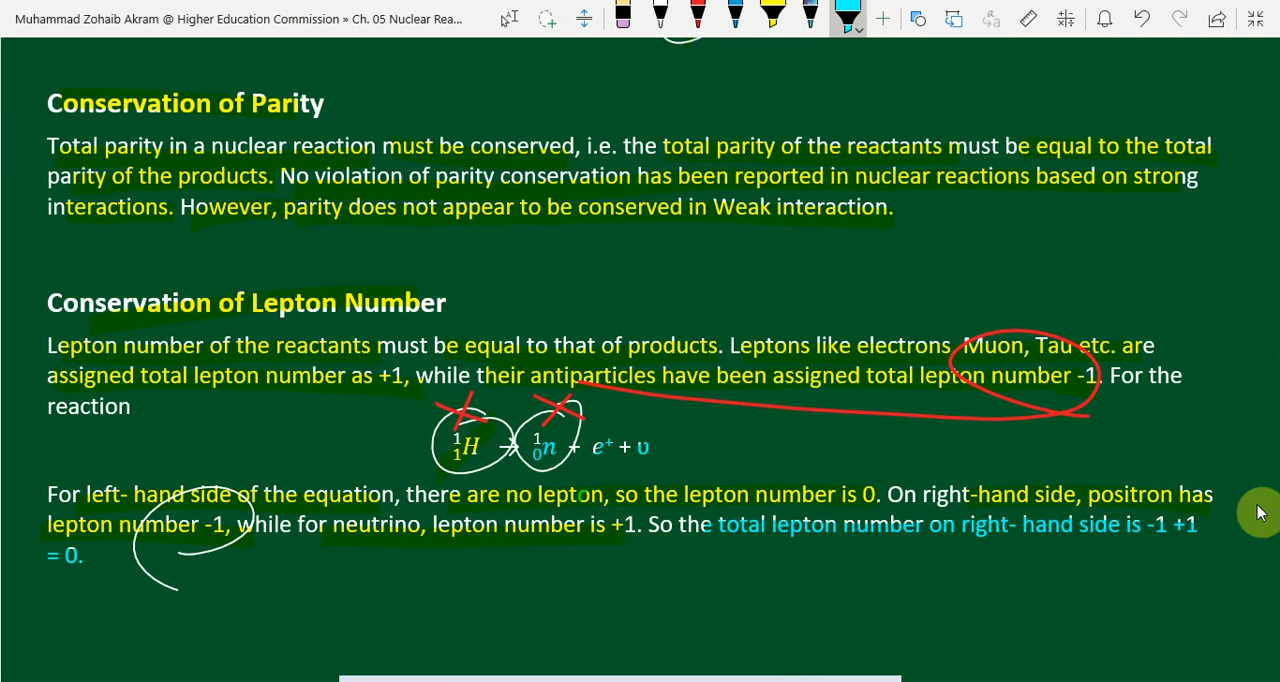 Muhammad Zohaib Akram @ Higher Education Commission » Ch. 05 Nuclear Rea...
Conservation of Parity
Total parity in a nuclear reaction must be conserved, i.e. the total parity of the reactants must be equal to the total
parity of the products. No violation of parity conservation has been reported in nuclear reactions based on strong
interactions. However, parity does not appear to be conserved in Weak interaction.
Conservation of Lepton Number
Lepton number of the reactants must be equal to that of products. Leptons like electrons, Muon, Tau etc. are
assigned total lepton number as +1, while their antiparticles have been assigned total lepton number -1. For the
reaction
¹₁H → ¹₀n + e⁺ + υ
For left- hand side of the equation, there are no lepton, so the lepton number is 0. On right-hand side, positron has
lepton number -1, while for neutrino, lepton number is +1. So the total lepton number on right- hand side is -1 +1
= 0.